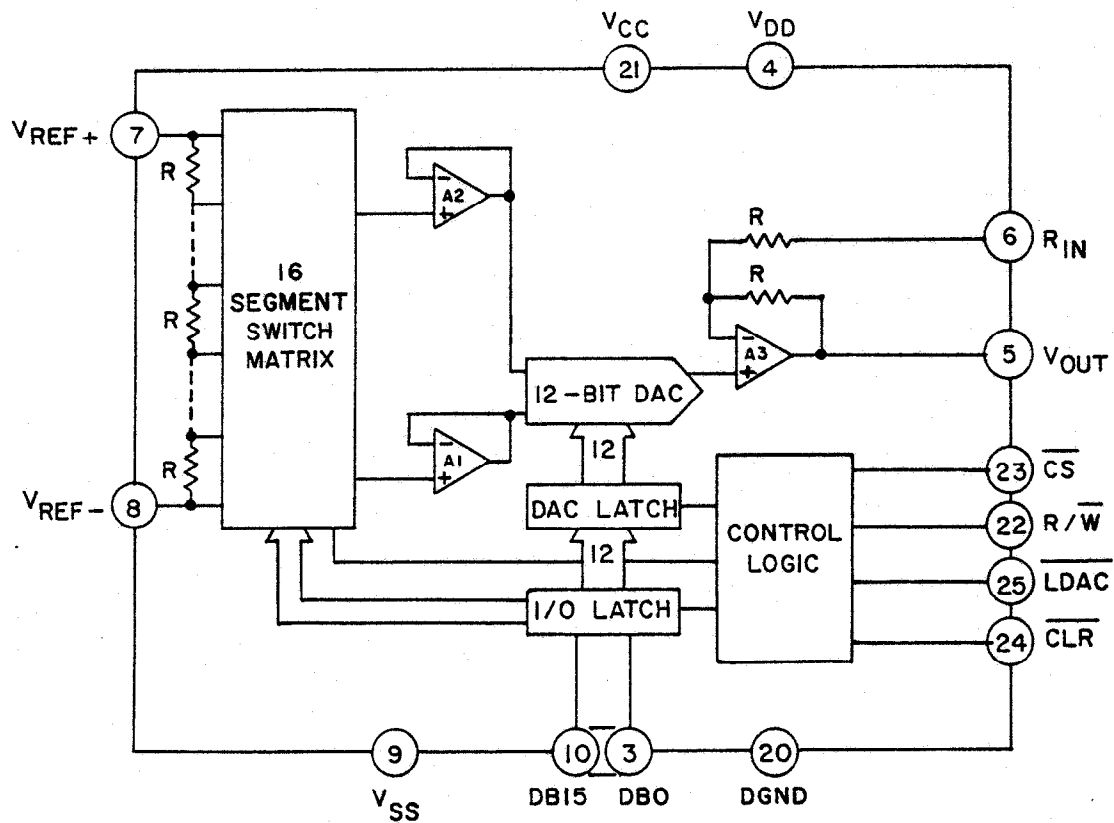 VCC
VDD
21
4
VREF+
7
R
A2
-
+
16
SEGMENT
SWITCH
MATRIX
R
R
6
RIN
R
A3
-
+
5
VOUT
12-BIT DAC
A1
-
+
R
12
23
CS
VREF-
8
DAC LATCH
CONTROL
LOGIC
22
R/W
12
25
LDAC
I/O LATCH
24
CLR
9
10
3
20
VSS
DB15
DB0
DGND